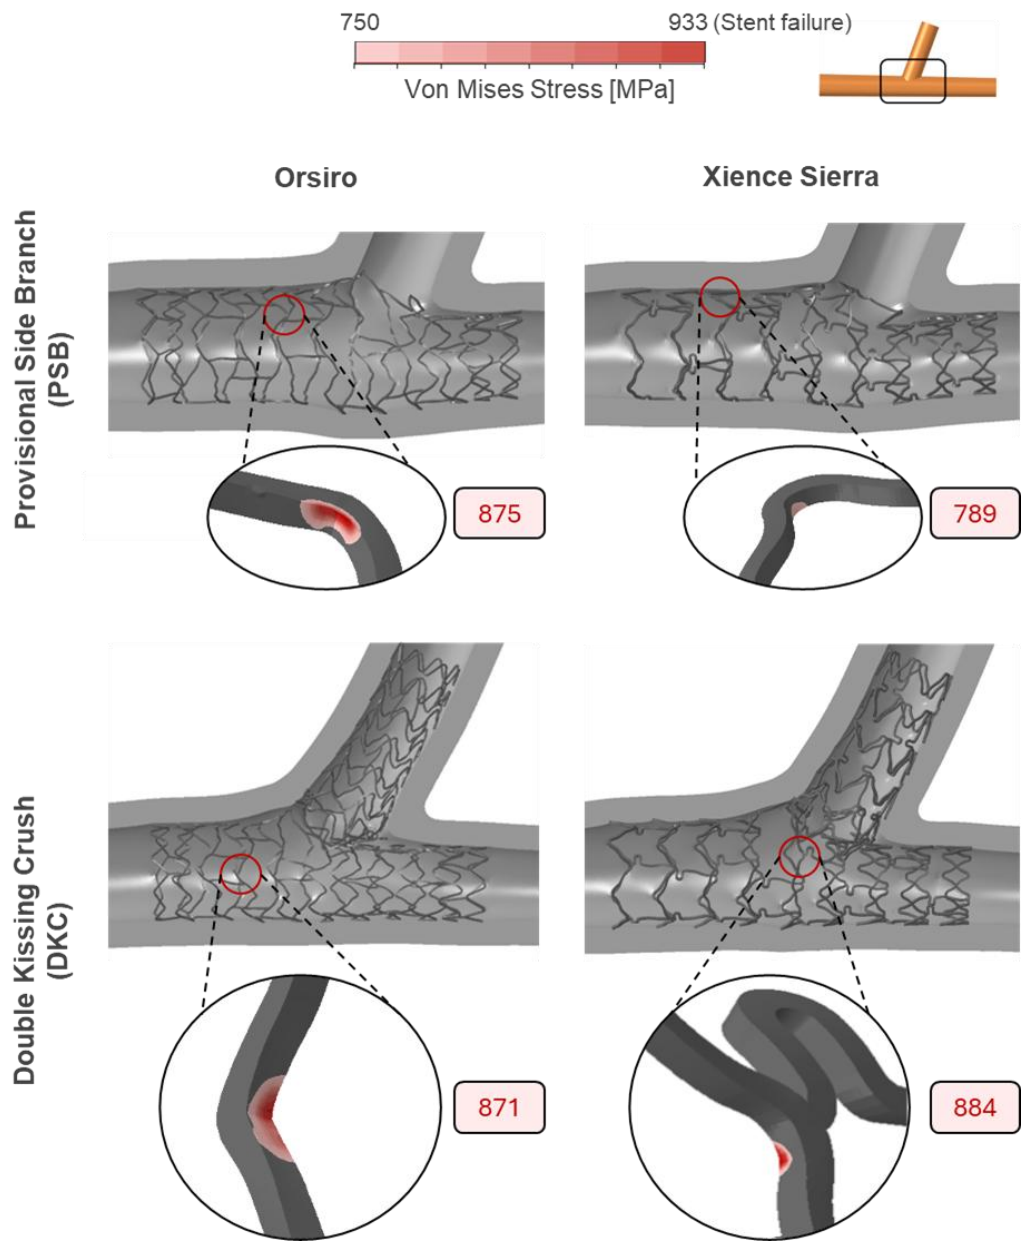 750
933 (Stent failure)
Von Mises Stress [MPa]
Orsiro
Xience Sierra
Provisional Side Branch
(PSB)
875
789
Double Kissing Crush
(DKC)
871
884